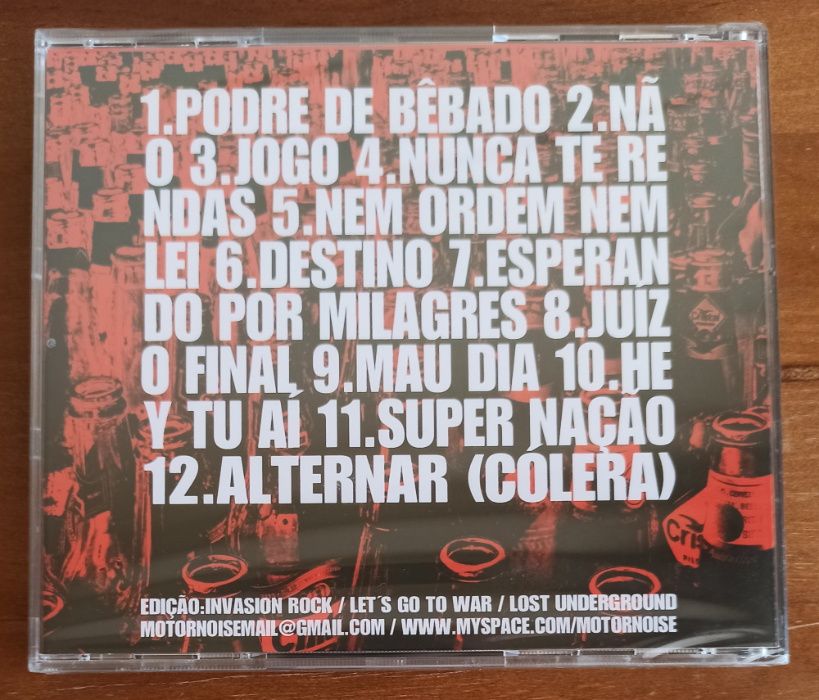 1.PODRE DE BÊBADO 2.NÃ
O 3.JOGO 4.NUNCA TE RE
NDAS 5.NEM ORDEM NEM
LEI 6.DESTINO 7.ESPERAN
DO POR MILAGRES 8.JUÍZ
O FINAL 9.MAU DIA 10.HE
Y TU AÍ 11.SUPER NAÇÃO
12.ALTERNAR (CÓLERA)
EDIÇÃO:INVASION ROCK / LET´S GO TO WAR / LOST UNDERGROUND
MOTORNOISEMAIL@GMAIL.COM / WWW.MYSPACE.COM/MOTORNOISE